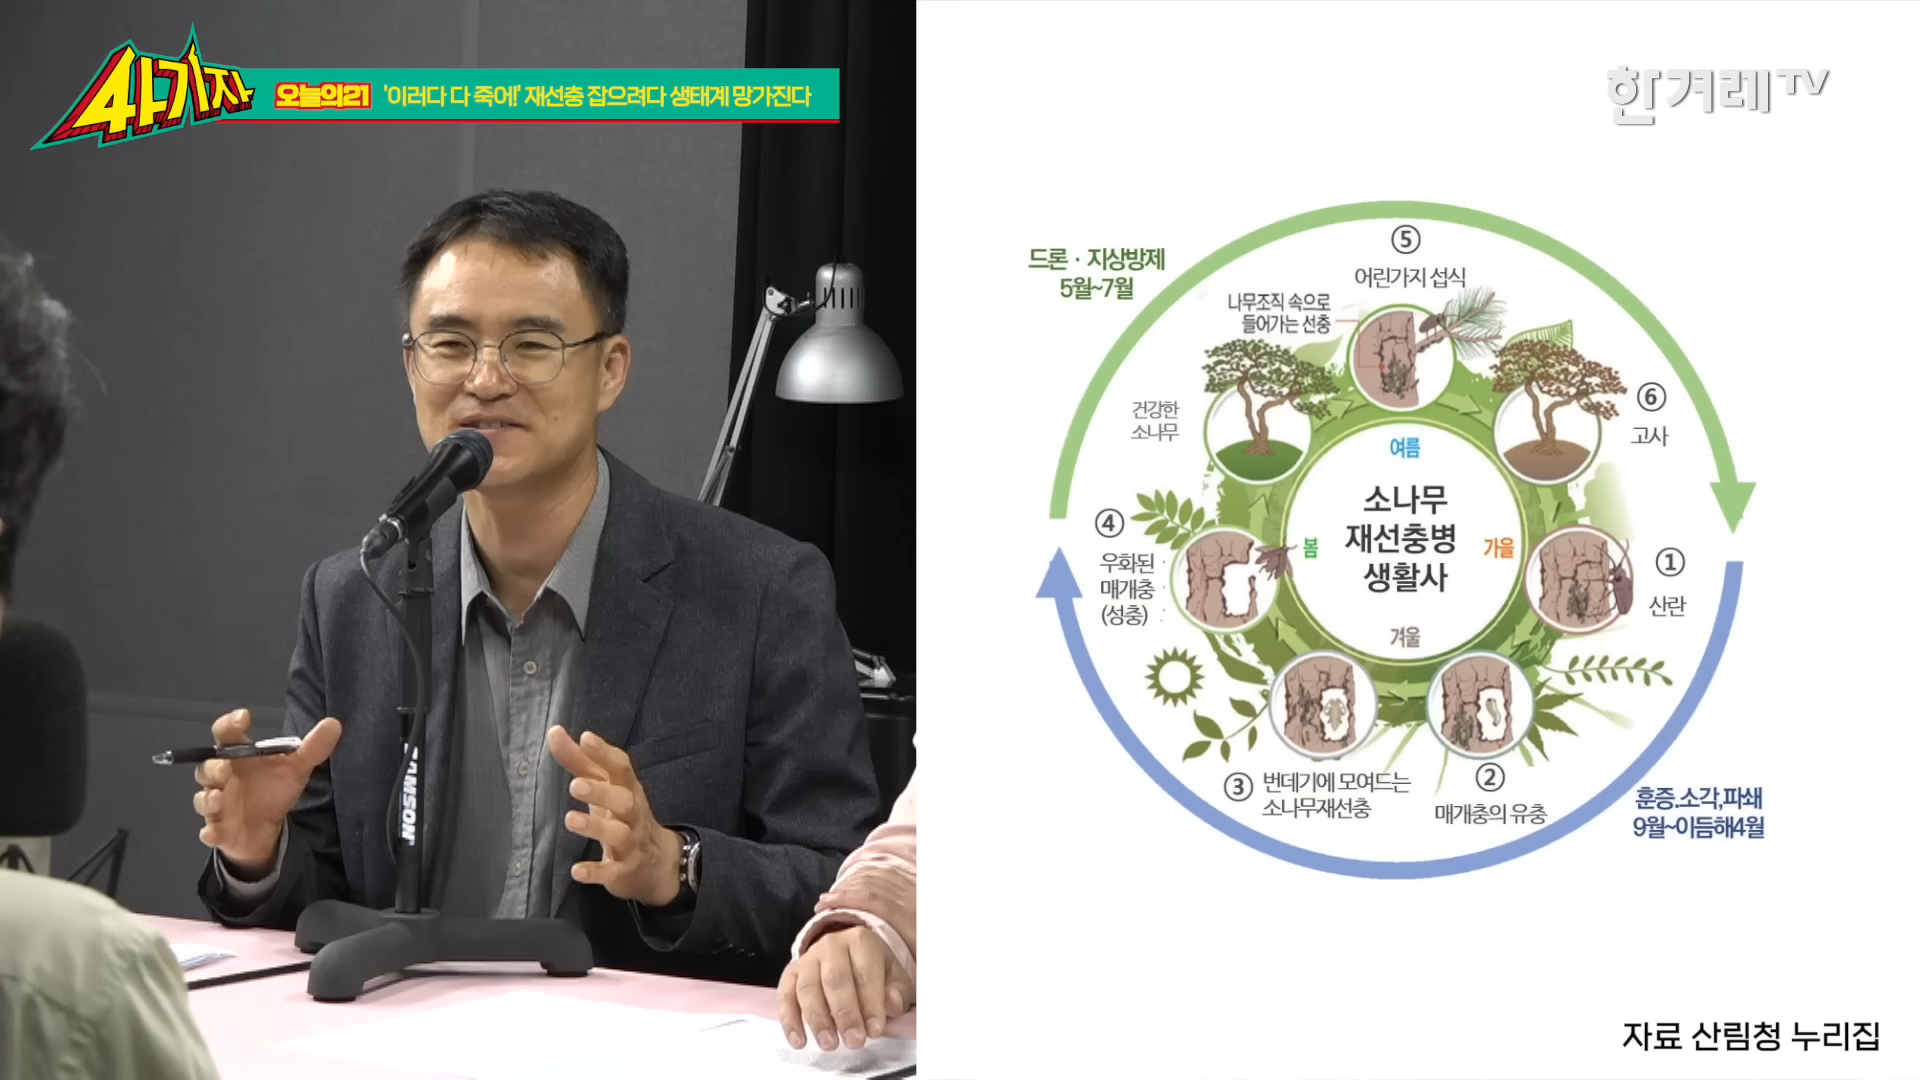 4사기자
오늘의21 '이러다 다 죽어!' 재선충 잡으려다 생태계 망가진다
한겨레TV
SAMSON
드론 · 지상방제
5월~7월
⑤
어린가지 섭식
나무조직 속으로
들어가는 선충
건강한
소나무
⑥
고사
여름
소나무
재선충병
생활사
봄
가을
겨울
④
우화된
매개충
(성충)
①
산란
③ 번데기에 모여드는
소나무재선충
②
매개충의 유충
훈증.소각,파쇄
9월~이듬해4월
자료 산림청 누리집